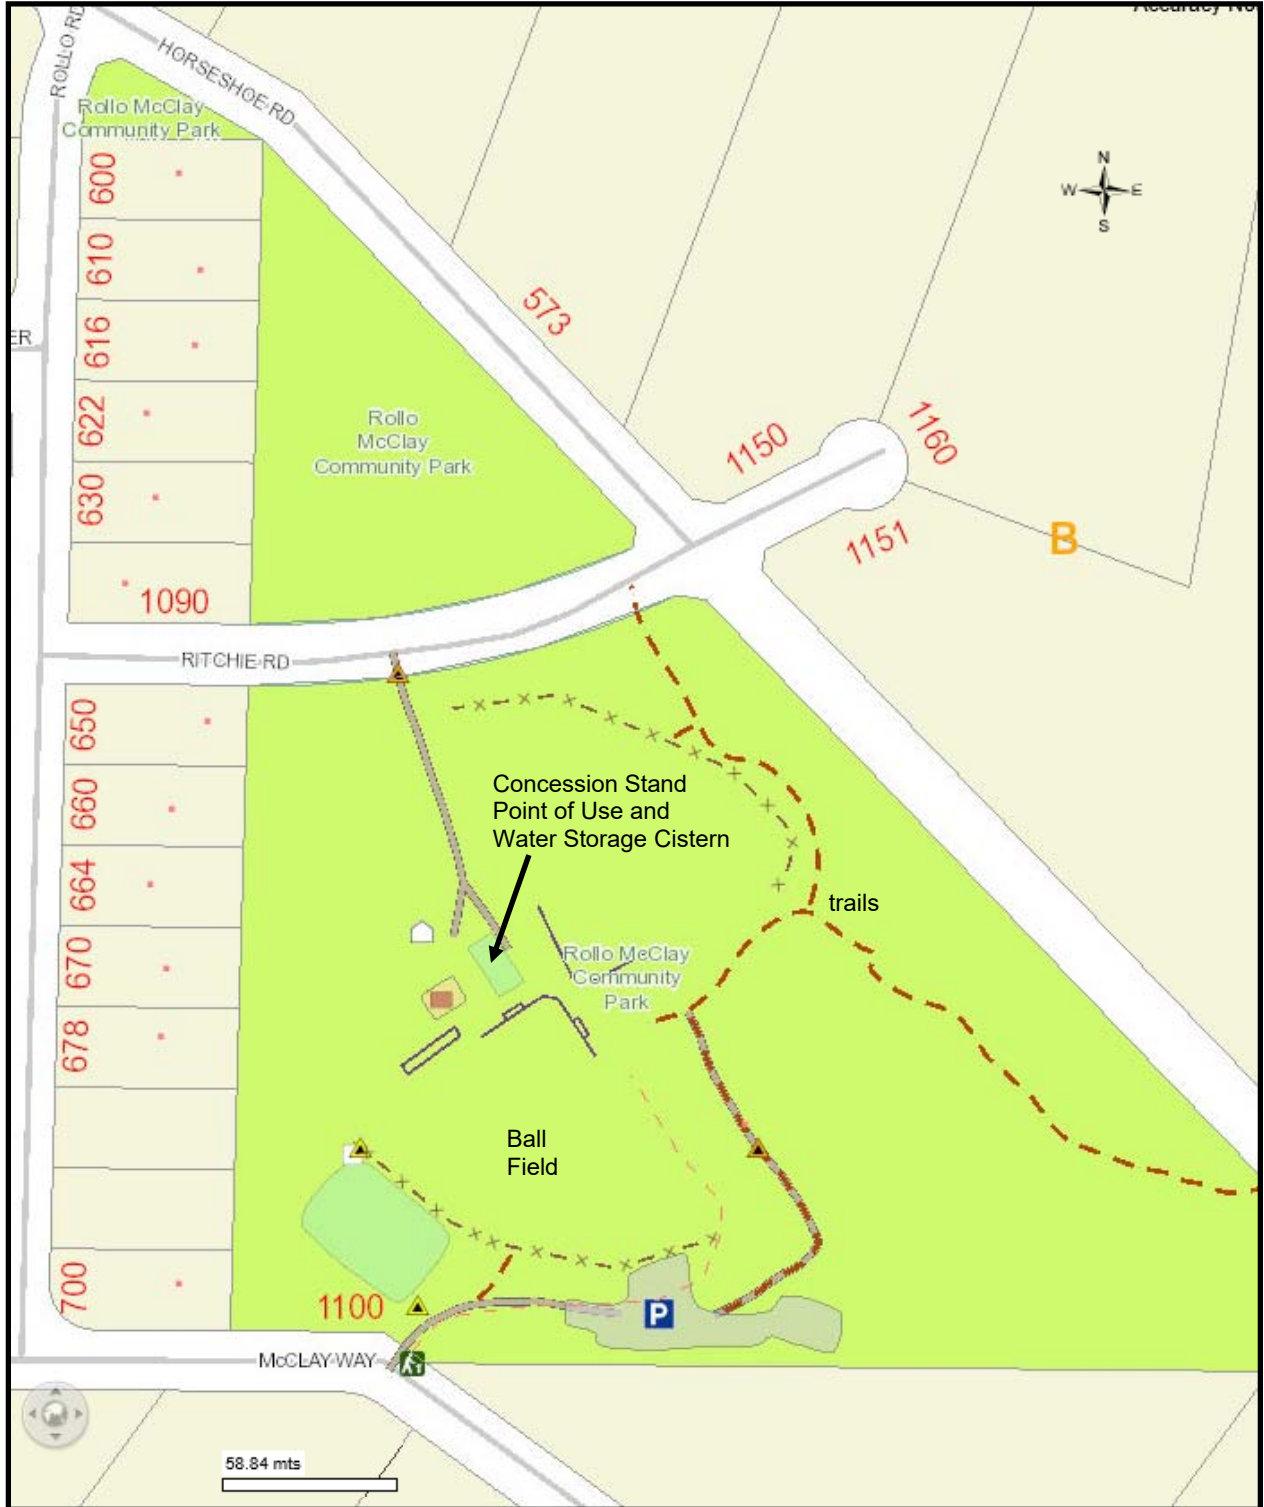 ROLLO RD
HORSESHOE RD
Rollo McClay
Community Park
600
N
W E
S
610
573
616
ER
622
Rollo
McClay
Community Park
1150
1160
630
1151
B
1090
RITCHIE RD
650
660
Concession Stand
Point of Use and
Water Storage Cistern
664
trails
670
Rollo McClay
Community
Park
678
Ball
Field
700
1100
P
McCLAY WAY
58.84 mts